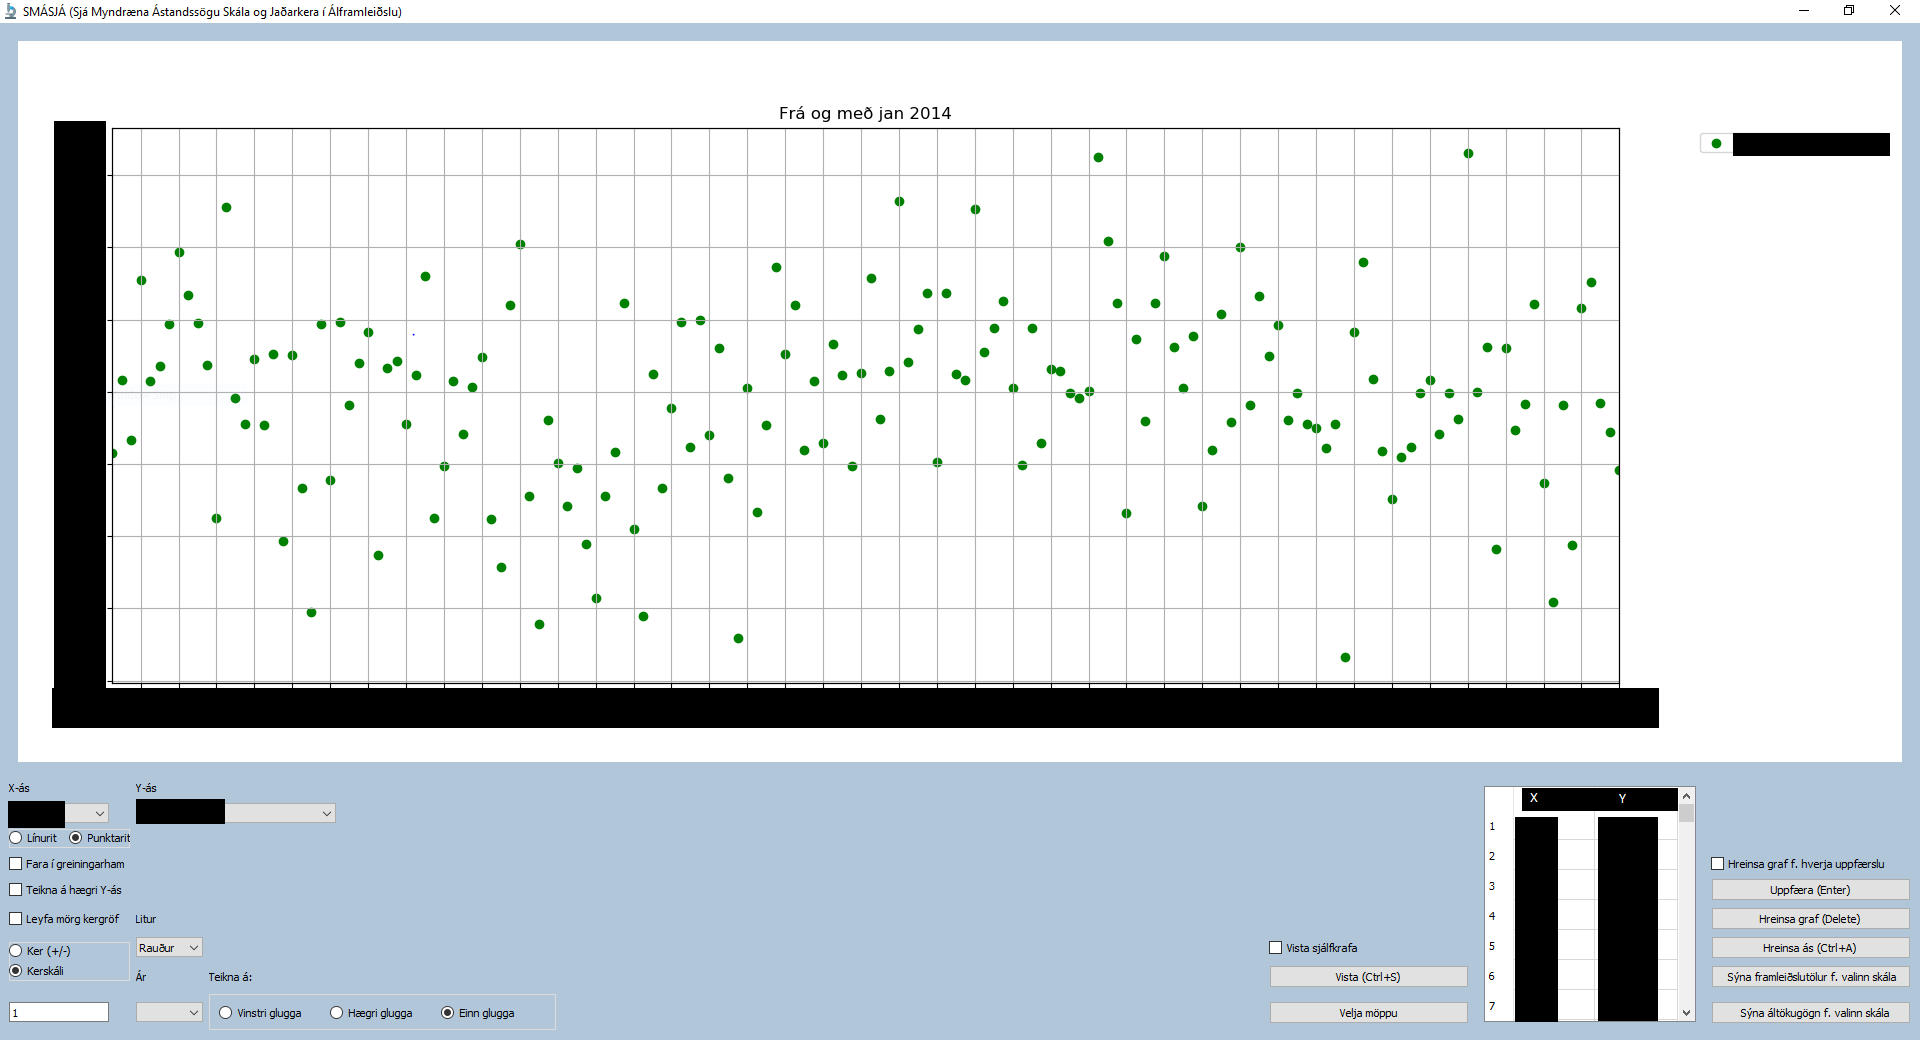 SMÁSJÁ (Sjá Myndræna Ástandssögu Skála og Jaðarkera í Álframleiðslu)
Frá og með jan 2014
X-ás
Y-ás
Línurit
Punktarit
Fara í greiningarham
Teikna á hægri Y-ás
Leyfa mörg kergröf
Litur
Ker (+/-)
Rauður
Kerskáli
Ár
Teikna á:
1
Vinstri glugga
Hægri glugga
Einn glugga
Vista sjálfkrafa
Vista (Ctrl+S)
Velja möppu
X Y
1
2
3
4
5
6
7
Hreinsa graf f. hverja uppfærslu
Uppfæra (Enter)
Hreinsa graf (Delete)
Hreinsa ás (Ctrl+A)
Sýna framleiðslutölur f. valinn skála
Sýna áltökugögn f. valinn skála